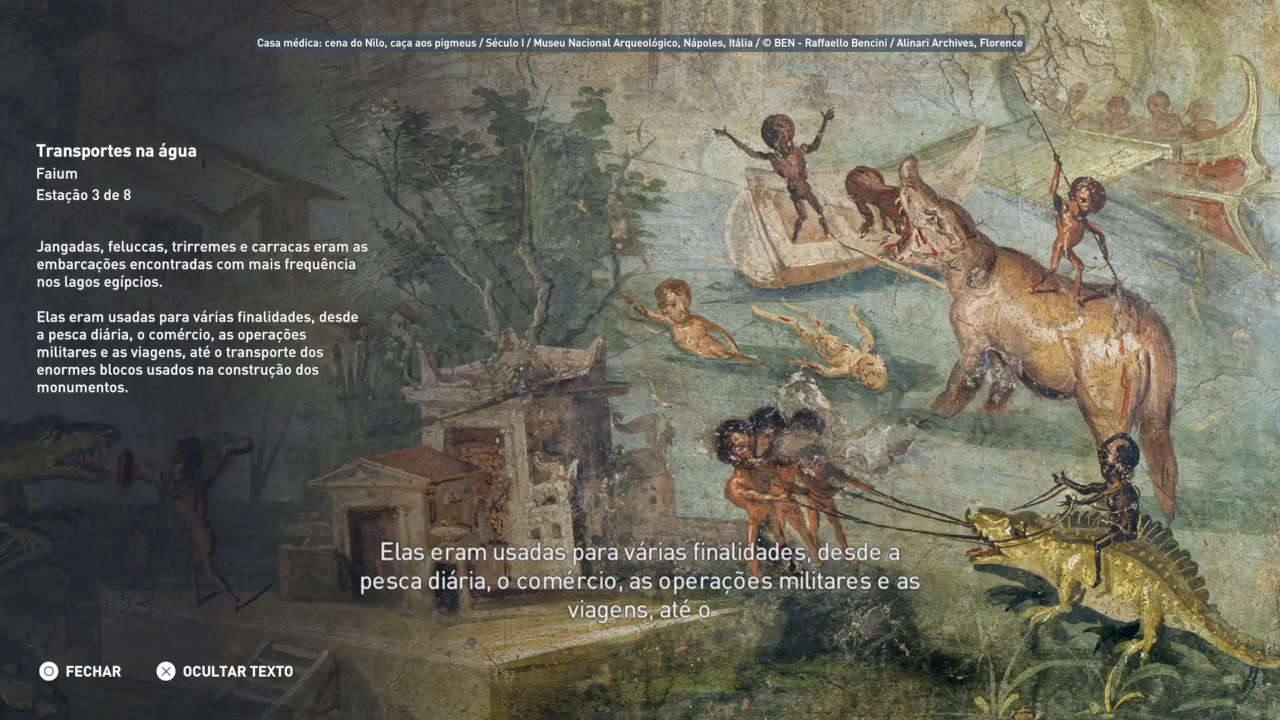 Casa médica: cena do Nilo, caça aos pigmeus / Século I / Museu Nacional Arqueológico, Nápoles, Itália / © BEN - Raffaello Bencini / Alinari Archives, Florence
Transportes na água
Faium
Estação 3 de 8
Jangadas, feluccas, trirremes e carracas eram as
embarcações encontradas com mais frequência
nos lagos egípcios.
Elas eram usadas para várias finalidades, desde
a pesca diária, o comércio, as operações
militares e as viagens, até o transporte dos
enormes blocos usados na construção dos
monumentos.
Elas eram usadas para várias finalidades, desde a
pesca diária, o comércio, as operações militares e as
viagens, até o
FECHAR
OCULTAR TEXTO